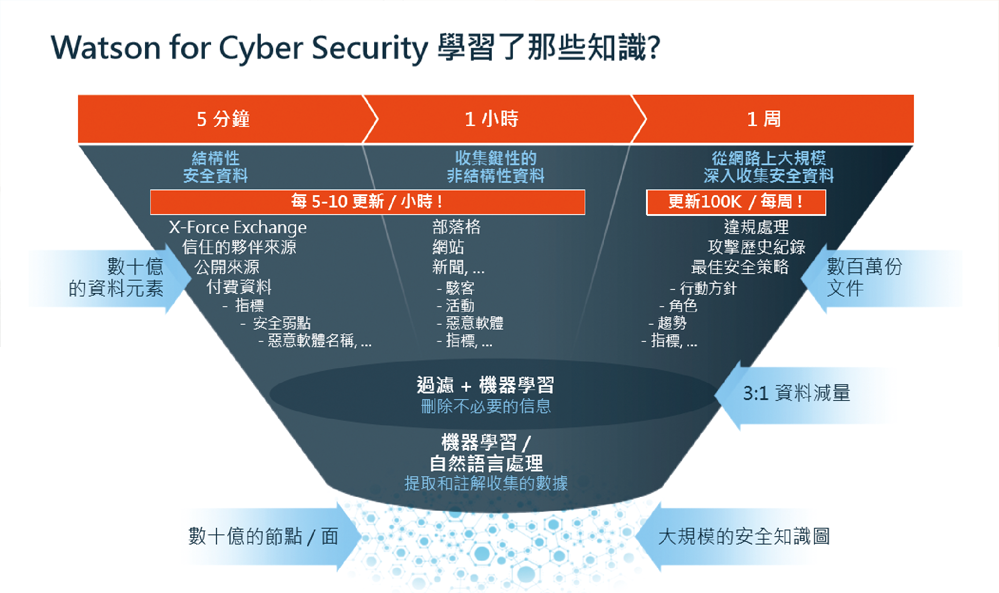 Watson for Cyber Security 學習了那些知識?
5 分鐘
1 小時
1 周
結構性
安全資料
收集鍵性的
非結構性資料
從網路上大規模
深入收集安全資料
每 5-10 更新 / 小時 !
更新100K / 每周 !
X-Force Exchange
信任的夥伴來源
公開來源
付費資料
- 指標
- 安全弱點
- 惡意軟體名稱, ...
部落格
網站
新聞, ...
- 駭客
- 活動
- 惡意軟體
- 指標, ...
違規處理
攻擊歷史紀錄
最佳安全策略
- 行動方針
- 角色
- 趨勢
- 指標, ...
數十億
的資料元素
數百萬份
文件
過濾 + 機器學習
刪除不必要的信息
3:1 資料減量
機器學習 /
自然語言處理
提取和註解收集的數據
數十億的節點 / 面
大規模的安全知識圖